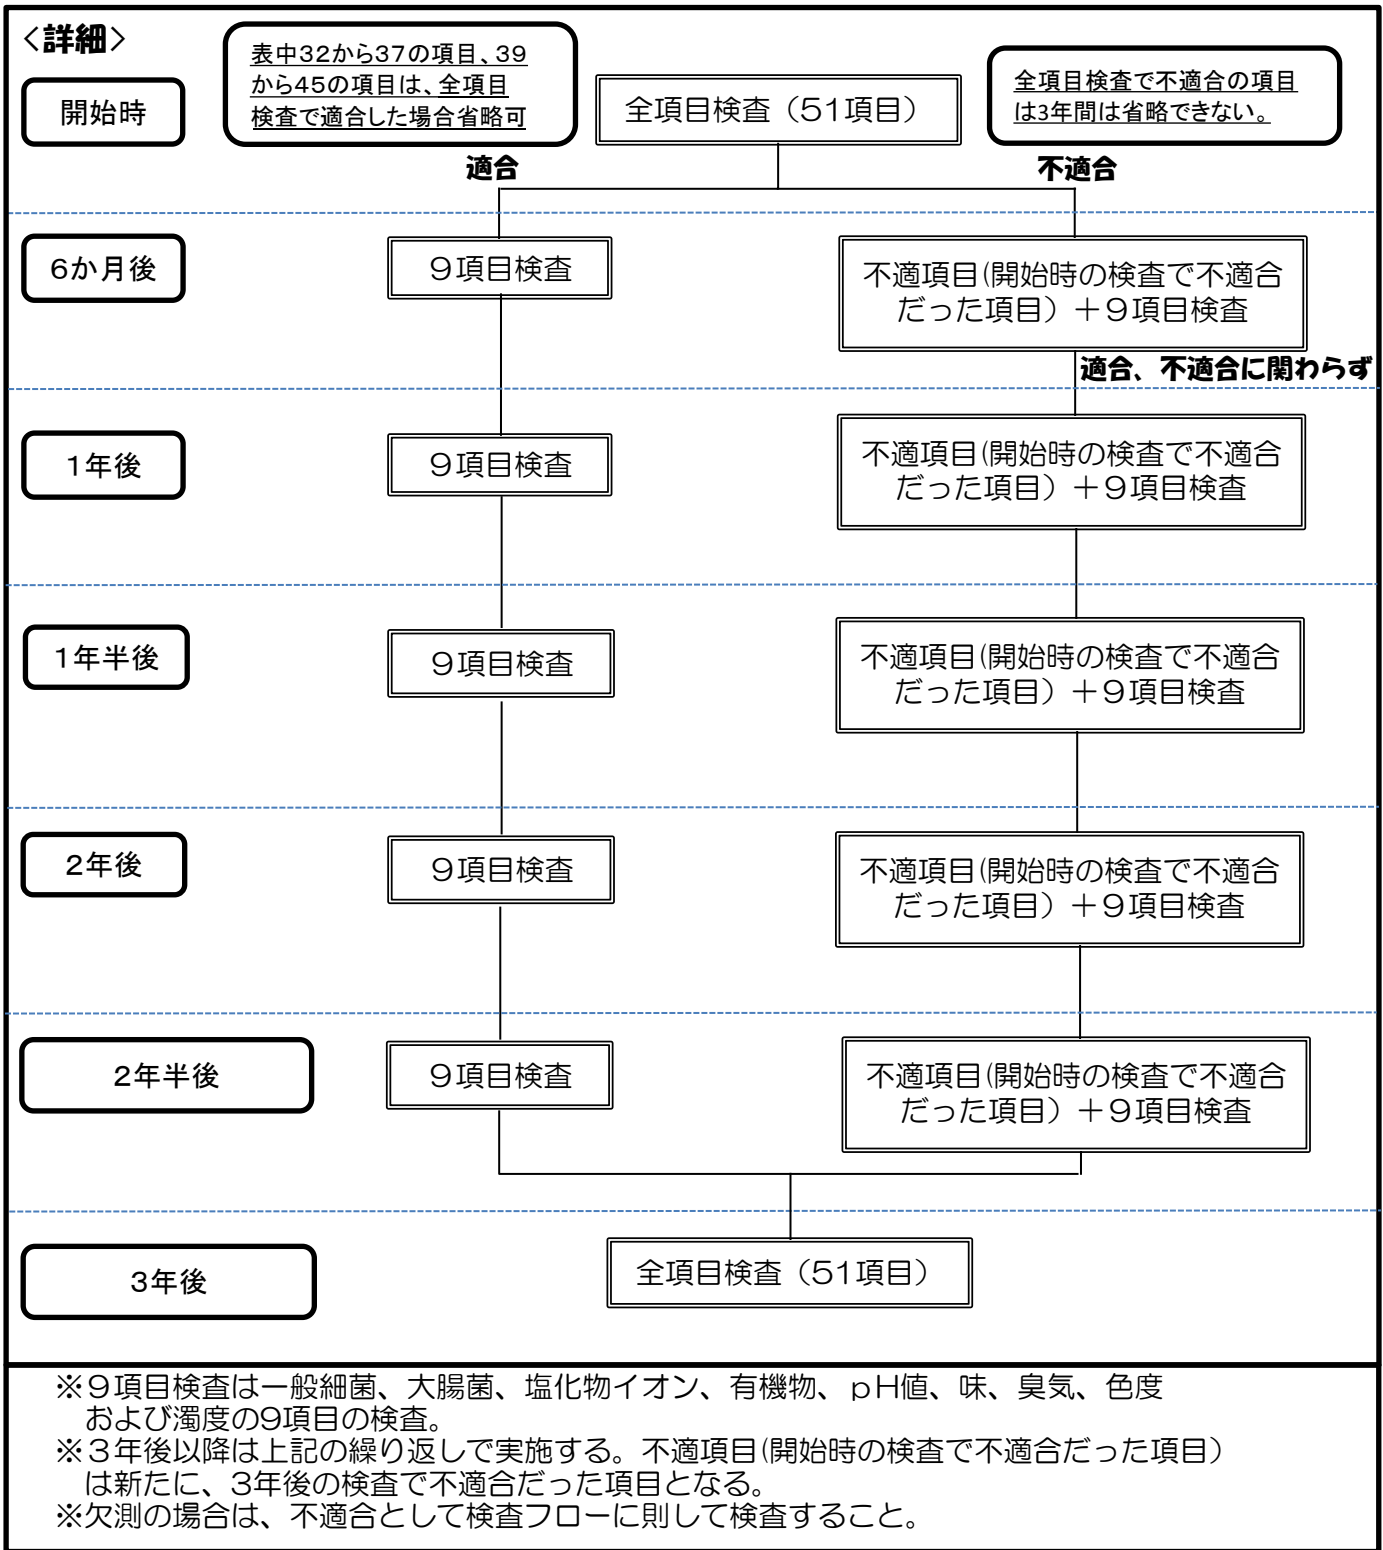 <詳細>
表中32から37の項目、39
から45の項目は、全項目
検査で適合した場合省略可
開始時
全項目検査（51項目）
全項目検査で不適合の項目
は3年間は省略できない。
適合
不適合
6か月後
9項目検査
不適項目(開始時の検査で不適合
だった項目）＋9項目検査
適合、不適合に関わらず
1年後
9項目検査
不適項目(開始時の検査で不適合
だった項目）＋9項目検査
1年半後
9項目検査
不適項目(開始時の検査で不適合
だった項目）＋9項目検査
2年後
9項目検査
不適項目(開始時の検査で不適合
だった項目）＋9項目検査
2年半後
9項目検査
不適項目(開始時の検査で不適合
だった項目）＋9項目検査
3年後
全項目検査（51項目）
※9項目検査は一般細菌、大腸菌、塩化物イオン、有機物、pH値、味、臭気、色度
および濁度の9項目の検査。
※3年後以降は上記の繰り返しで実施する。不適項目(開始時の検査で不適合だった項目）
は新たに、3年後の検査で不適合だった項目となる。
※欠測の場合は、不適合として検査フローに則して検査すること。